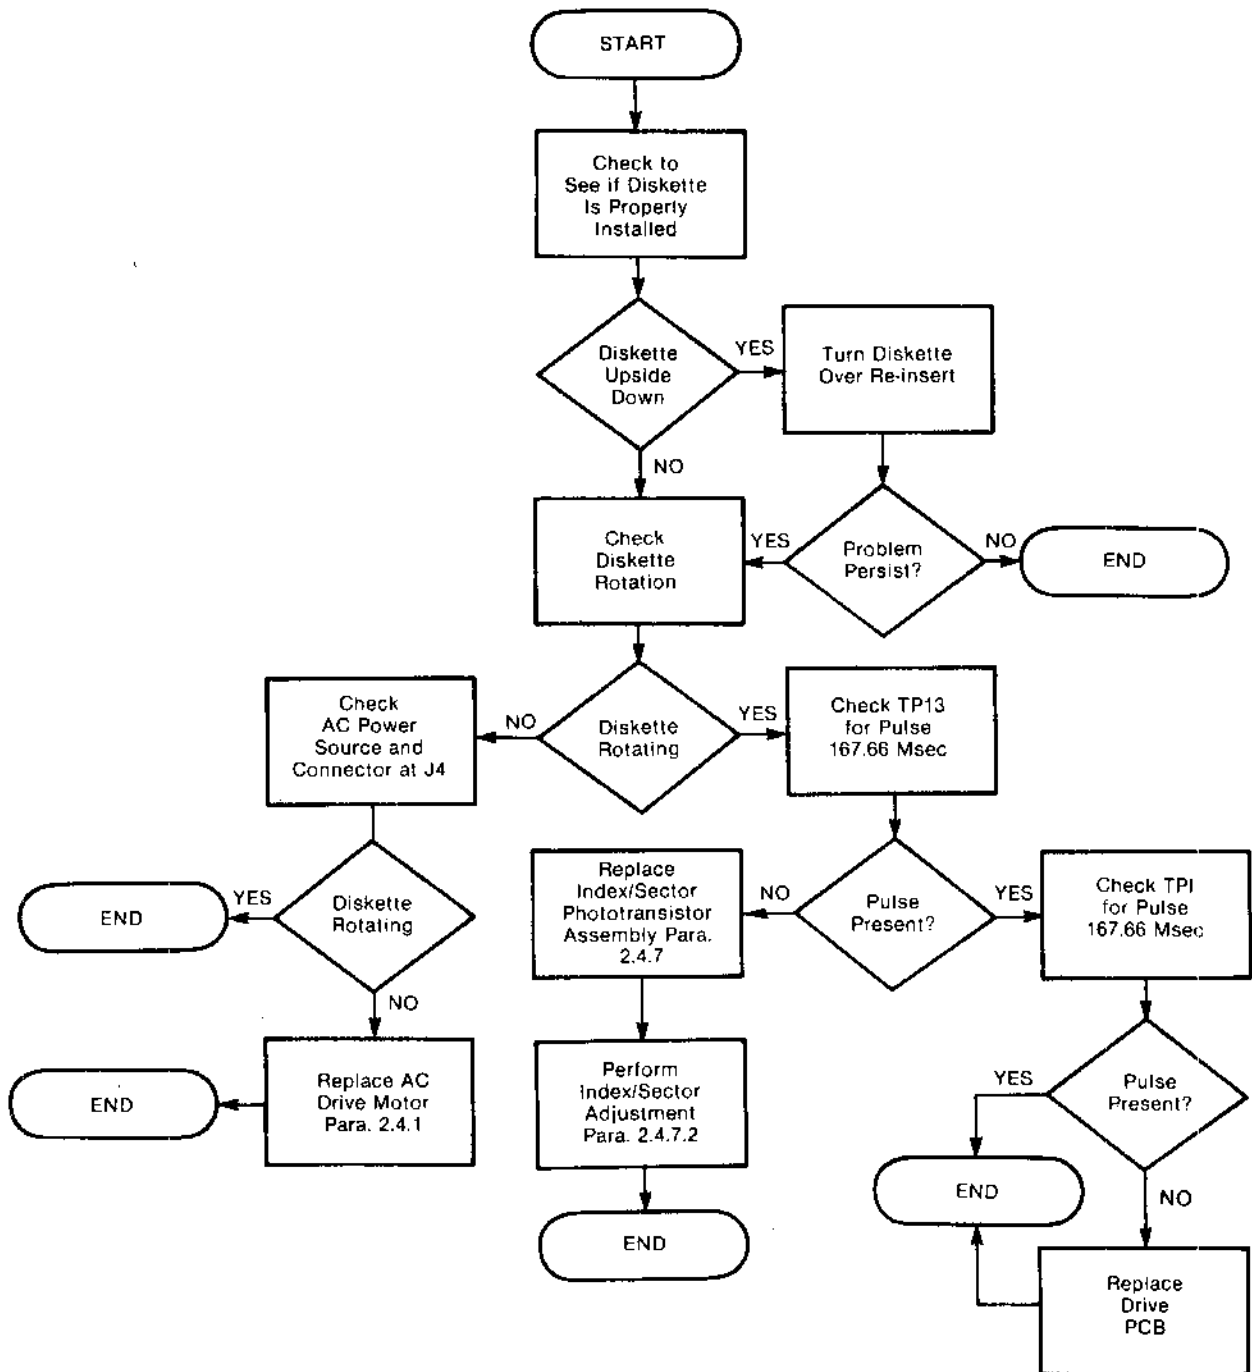 START
Check to
See if Diskette
Is Properly
Installed
Diskette
Upside
Down
YES
Turn Diskette
Over Re-insert
NO
Check
Diskette
Rotation
YES
Problem
Persist?
NO
END
Check
AC Power
Source and
Connector at J4
NO
Diskette
Rotating
YES
Check TP13
for Pulse
167.66 Msec
END
YES
Diskette
Rotating
NO
Replace
Index/Sector
Phototransistor
Assembly Para.
2.4.7
NO
Pulse
Present?
YES
Check TPI
for Pulse
167.66 Msec
END
Replace AC
Drive Motor
Para. 2.4.1
Perform
Index/Sector
Adjustment
Para. 2.4.7.2
YES
Pulse
Present?
END
END
NO
Replace
Drive
PCB